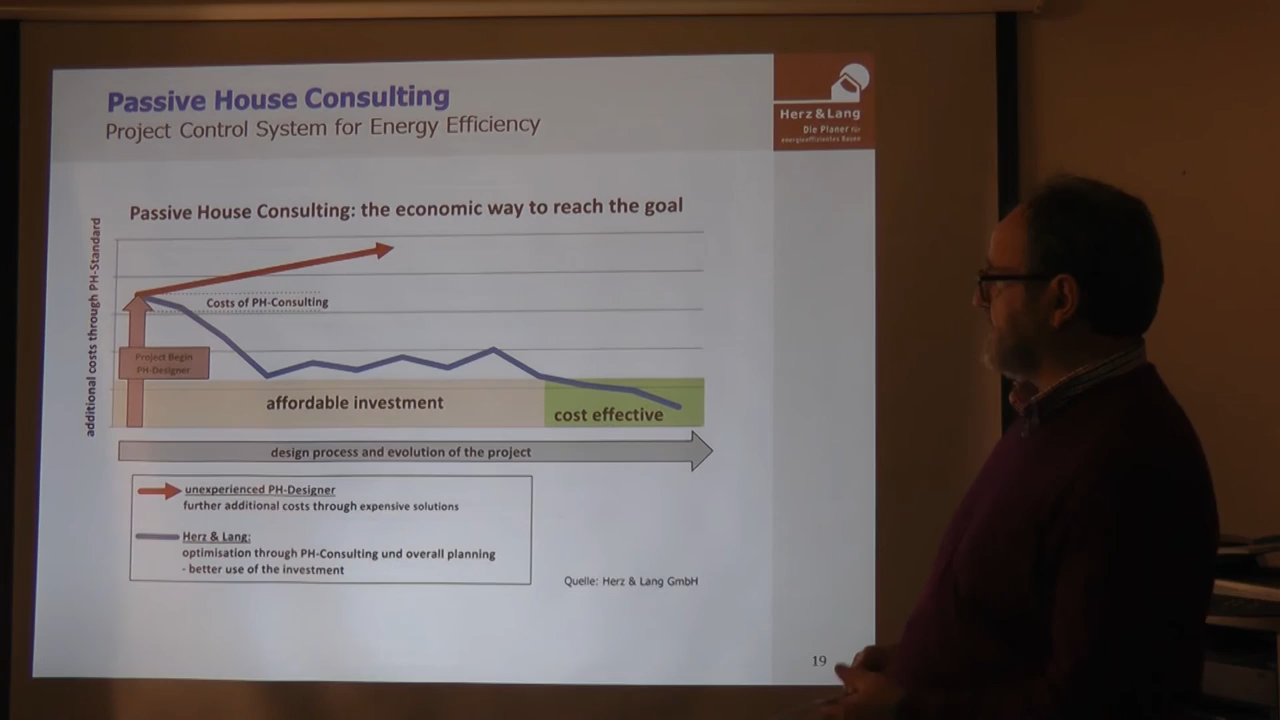 Passive House Consulting
Project Control System for Energy Efficiency
Herz & Lang
Die Planer für
energieeffizientes Bauen
Passive House Consulting: the economic way to reach the goal
additional costs through PH-Standard
Costs of PH-Consulting
Project Begin
PH-Designer
affordable investment
cost effective
design process and evolution of the project
unexperienced PH-Designer
further additional costs through expensive solutions
Herz & Lang:
optimisation through PH-Consulting und overall planning
- better use of the investment
Quelle: Herz & Lang GmbH
19